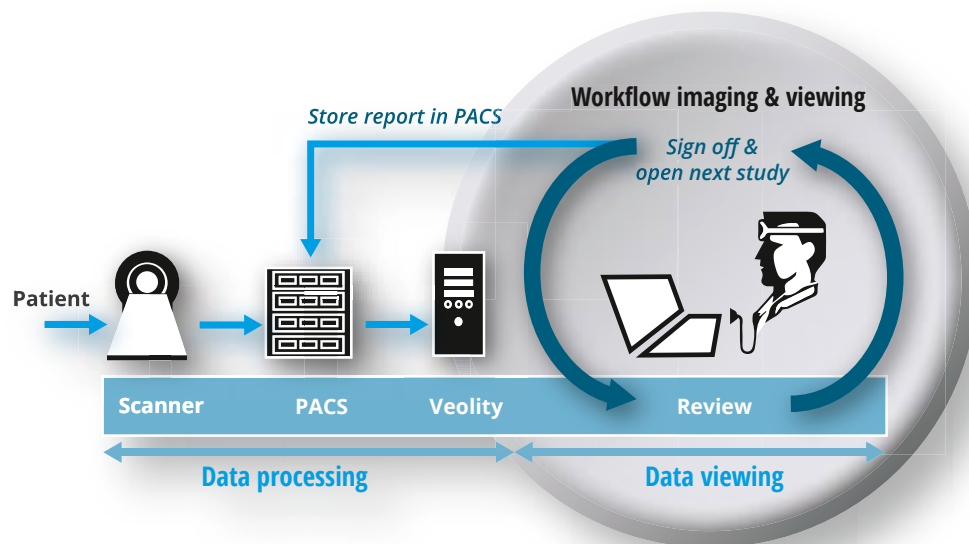 Workflow imaging & viewing
Store report in PACS
Sign off &
open next study
Patient
Scanner
PACS
Veolity
Review
Data processing
Data viewing